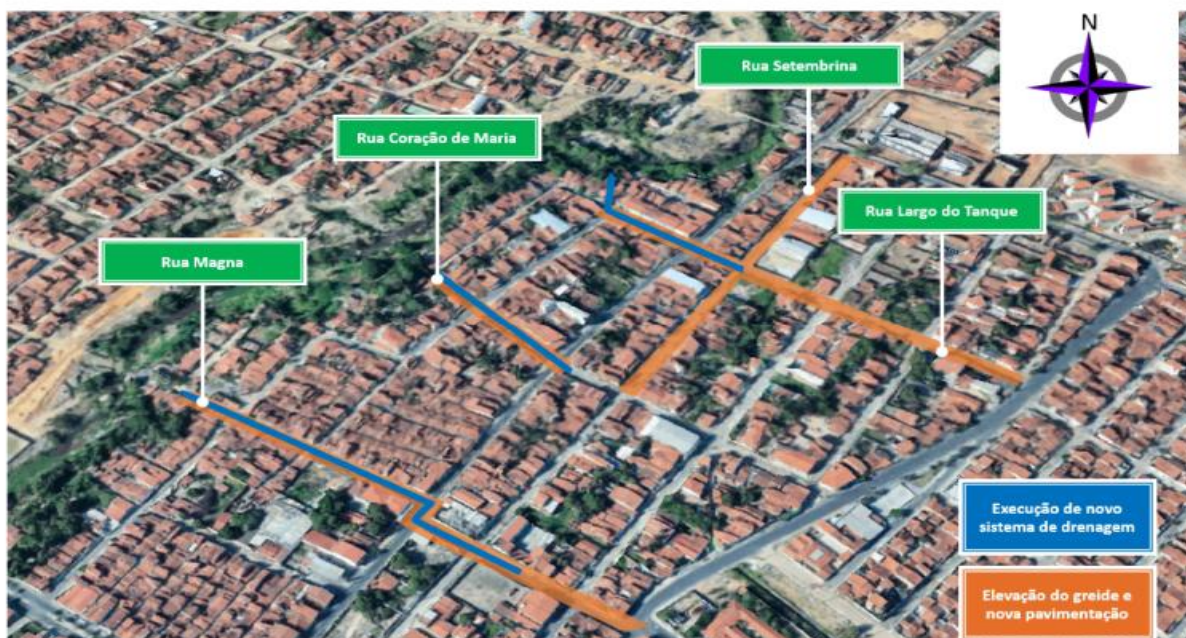 N
Rua Setembrina
Rua Coração de Maria
Rua Largo do Tanque
Rua Magna
Execução de novo
sistema de drenagem
Elevação do greide e
nova pavimentação